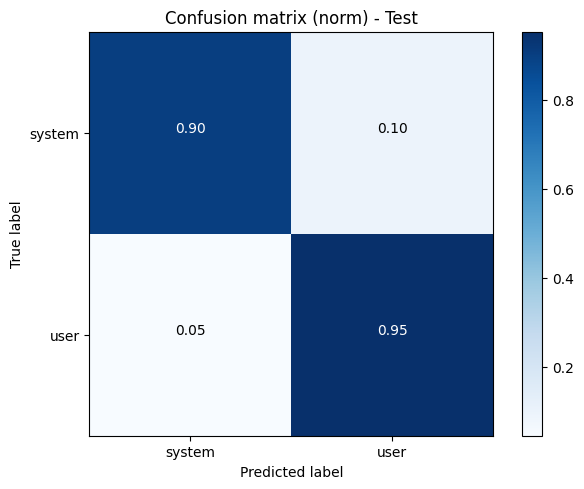 Confusion matrix (norm) - Test
system
0.90
0.10
0.8
0.6
True label
0.4
user
0.05
0.95
0.2
system
user
Predicted label